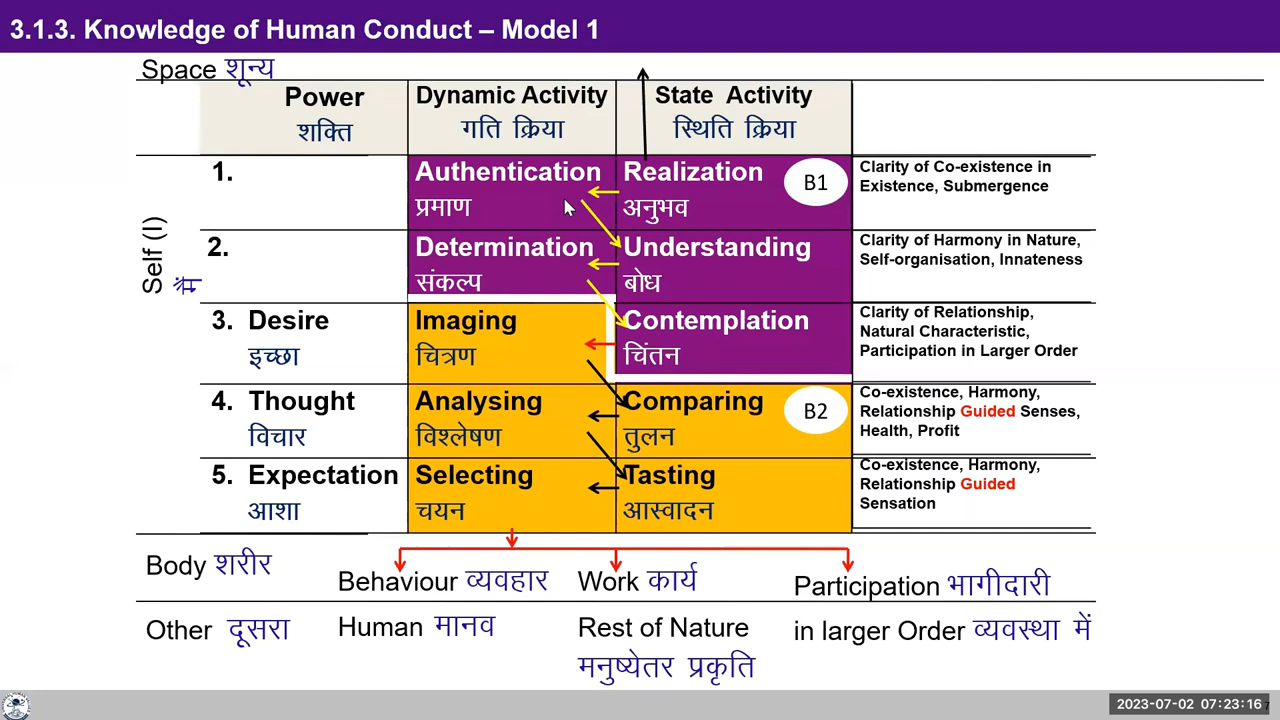 3.1.3. Knowledge of Human Conduct – Model 1
Space शून्य
Power
शक्ति
Dynamic Activity
गति क्रिया
State Activity
स्थिति क्रिया
Self (I)
मैं
1.
Authentication
प्रमाण
Realization
अनुभव
B1
Clarity of Co-existence in
Existence, Submergence
2.
Determination
संकल्प
Understanding
बोध
Clarity of Harmony in Nature,
Self-organisation, Innateness
3. Desire
इच्छा
Imaging
चित्रण
Contemplation
चिंतन
Clarity of Relationship,
Natural Characteristic,
Participation in Larger Order
4. Thought
विचार
Analysing
विश्लेषण
Comparing
तुलन
B2
Co-existence, Harmony,
Relationship Guided Senses,
Health, Profit
5. Expectation
आशा
Selecting
चयन
Tasting
आस्वादन
Co-existence, Harmony,
Relationship Guided
Sensation
Body शरीर
Behaviour व्यवहार
Work कार्य
Participation भागीदारी
Other दूसरा
Human मानव
Rest of Nature
मनुष्येतर प्रकृति
in larger Order व्यवस्था में
2023-07-02 07:23:16
7